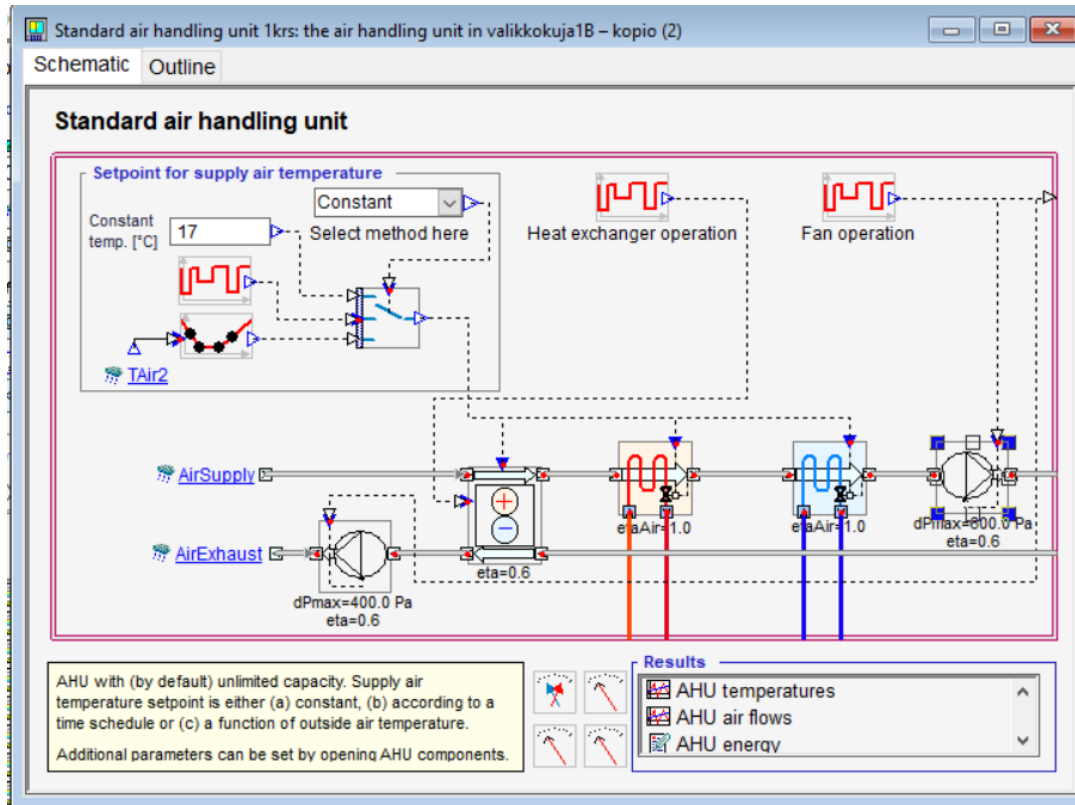 Standard air handling unit 1krs: the air handling unit in valikkokuja1B – kopio (2)
Schematic
Outline
Standard air handling unit
Setpoint for supply air temperature
Constant
Select method here
Constant
temp. [°C]
17
Heat exchanger operation
Fan operation
TAir2
AirSupply
etaAir=1.0
etaAir=1.0
dPmax=600.0 Pa
eta=0.6
AirExhaust
eta=0.6
dPmax=400.0 Pa
eta=0.6
AHU with (by default) unlimited capacity. Supply air
temperature setpoint is either (a) constant, (b) according to a
time schedule or (c) a function of outside air temperature.
Additional parameters can be set by opening AHU components.
Results
AHU temperatures
AHU air flows
AHU energy